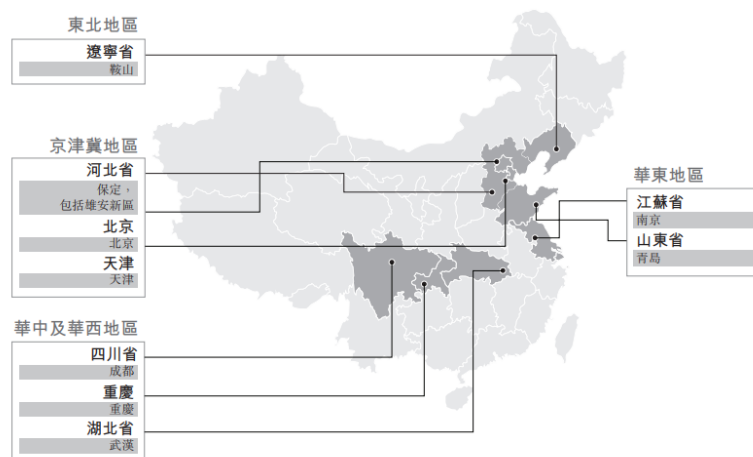 東北地區
遼寧省
鞍山
京津冀地區
河北省
保定，
包括雄安新區
北京
北京
天津
天津
華中及華西地區
四川省
成都
重慶
重慶
湖北省
武漢
華東地區
江蘇省
南京
山東省
青島